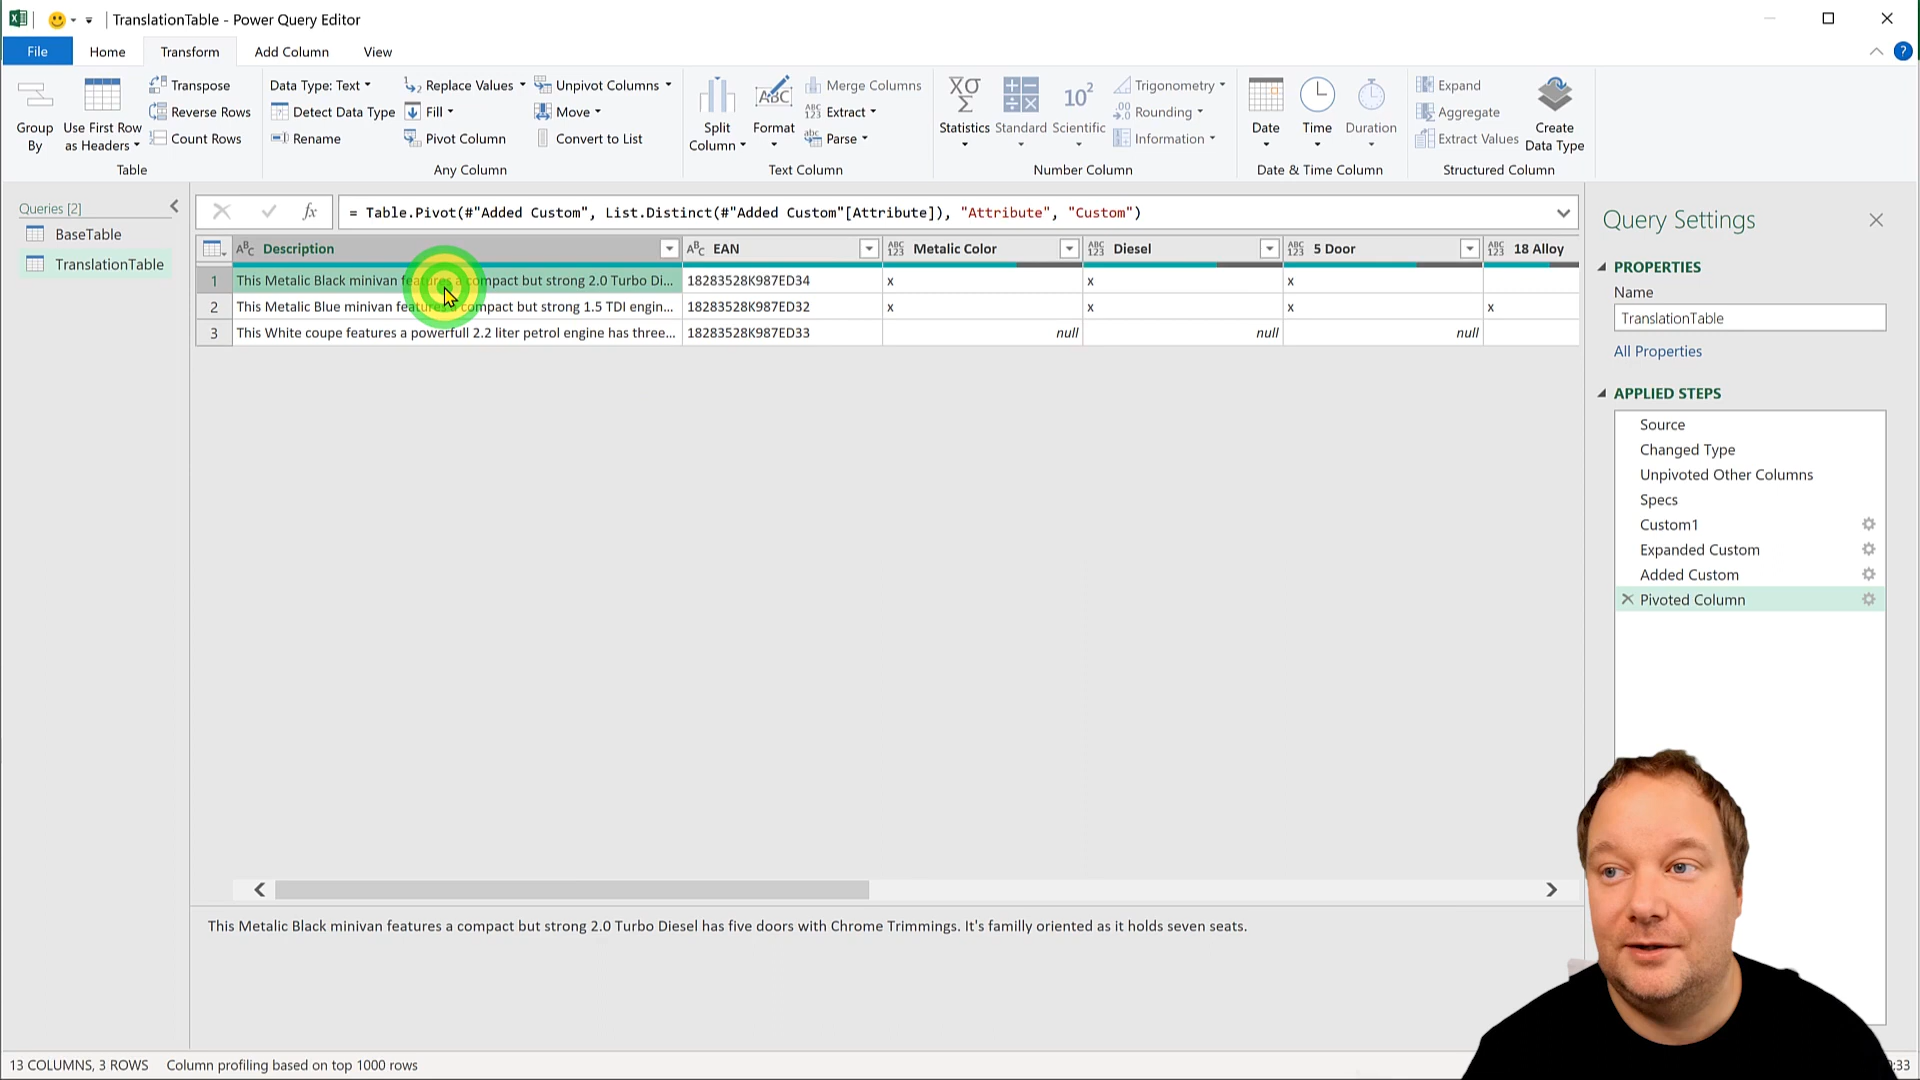 TranslationTable - Power Query Editor
File Home Transform Add Column View
Group By
Use First Row as Headers
Transpose
Reverse Rows
Count Rows
Table
Data Type: Text
Detect Data Type
Rename
Replace Values
Fill
Pivot Column
Unpivot Columns
Move
Convert to List
Any Column
Split Column
Format
Merge Columns
Extract
Parse
Text Column
Statistics
Standard
Scientific
Trigonometry
Rounding
Information
Number Column
Date
Time
Duration
Date & Time Column
Expand
Aggregate
Extract Values
Create Data Type
Structured Column
Queries [2]
BaseTable
TranslationTable
= Table.Pivot(#"Added Custom", List.Distinct(#"Added Custom"[Attribute]), "Attribute", "Custom")
Description EAN Metalic Color Diesel 5 Door 18 Alloy
1 This Metalic Black minivan features a compact but strong 2.0 Turbo Di... 18283528K987ED34 x x x
2 This Metalic Blue minivan features a compact but strong 1.5 TDI engin... 18283528K987ED32 x x x x
3 This White coupe features a powerfull 2.2 liter petrol engine has three... 18283528K987ED33 null null null
This Metalic Black minivan features a compact but strong 2.0 Turbo Diesel has five doors with Chrome Trimmings. It's familly oriented as it holds seven seats.
Query Settings
PROPERTIES
Name
TranslationTable
All Properties
APPLIED STEPS
Source
Changed Type
Unpivoted Other Columns
Specs
Custom1
Expanded Custom
Added Custom
Pivoted Column
13 COLUMNS, 3 ROWS Column profiling based on top 1000 rows